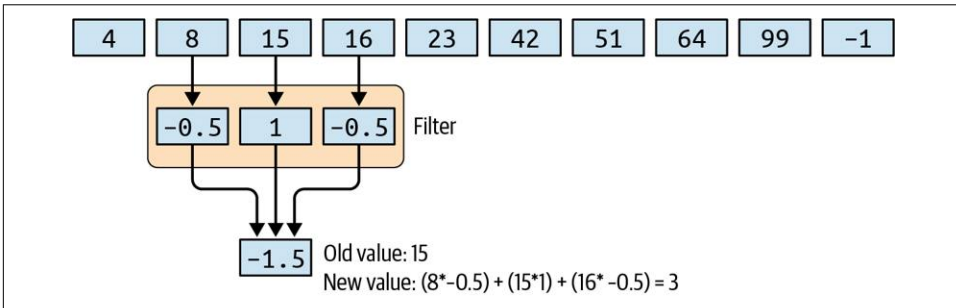 4 8 15 16 23 42 51 64 99 −1
−0.5 1 −0.5 Filter
−1.5 Old value: 15
New value: (8*−0.5) + (15*1) + (16* −0.5) = 3